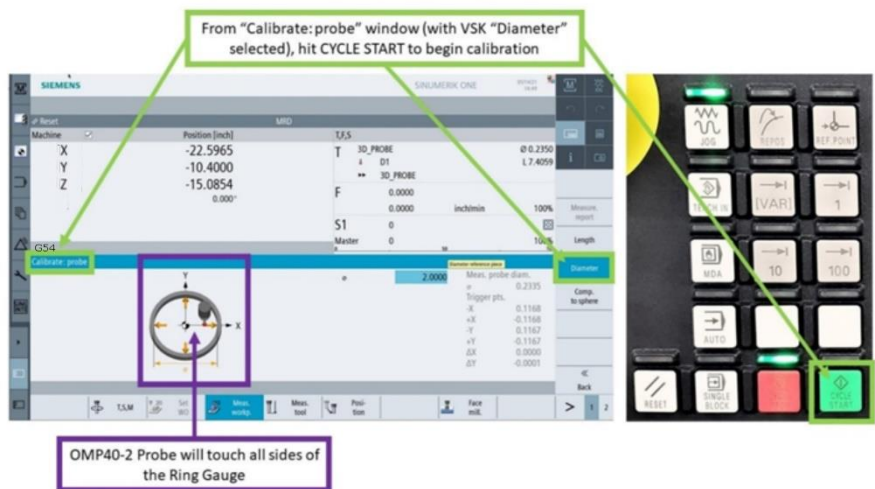 From “Calibrate: probe” window (with VSK “Diameter”
selected), hit CYCLE START to begin calibration
SIEMENS
SINUMERIK ONE
Reset
MRD
Machine
Position [inch]
T,F,S
X
-22.5965
T
3D_PROBE
Ø 0.2350
Y
-10.4000
D1
L 7.4059
Z
-15.0854
3D_PROBE
0.000°
F
0.0000
0.0000
inch/min
100%
S1
0
Master
0
100%
Measure.
report
Length
Diameter
Comp.
to sphere
Back
G54
Calibrate: probe
Diameter reference piece
2.0000
Meas. probe diam.
0.2335
Trigger pts.
-X
0.1168
+X
-0.1168
-Y
0.1167
+Y
-0.1167
ΔX
0.0000
ΔY
-0.0001
Y
X
T,S,M
Set
WO
Meas.
workp.
Meas.
tool
Posi-
tion
Face
mill.
1
2
JOG
REPOS
REF.POINT
TEACH IN
[VAR]
1
MDA
10
100
AUTO
RESET
SINGLE
BLOCK
CYCLE
START
OMP40-2 Probe will touch all sides of
the Ring Gauge